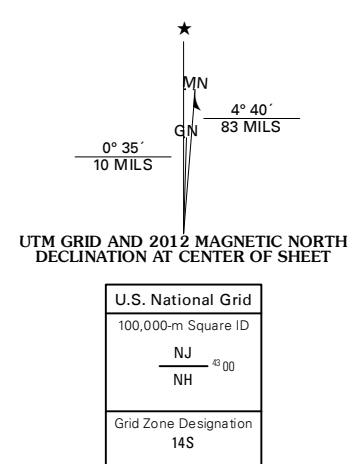 ★
MN
4° 40´
83 MILS
GN
0° 35´
10 MILS
UTM GRID AND 2012 MAGNETIC NORTH
DECLINATION AT CENTER OF SHEET
U.S. National Grid
100,000-m Square ID
NJ
43 00
NH
Grid Zone Designation
14S